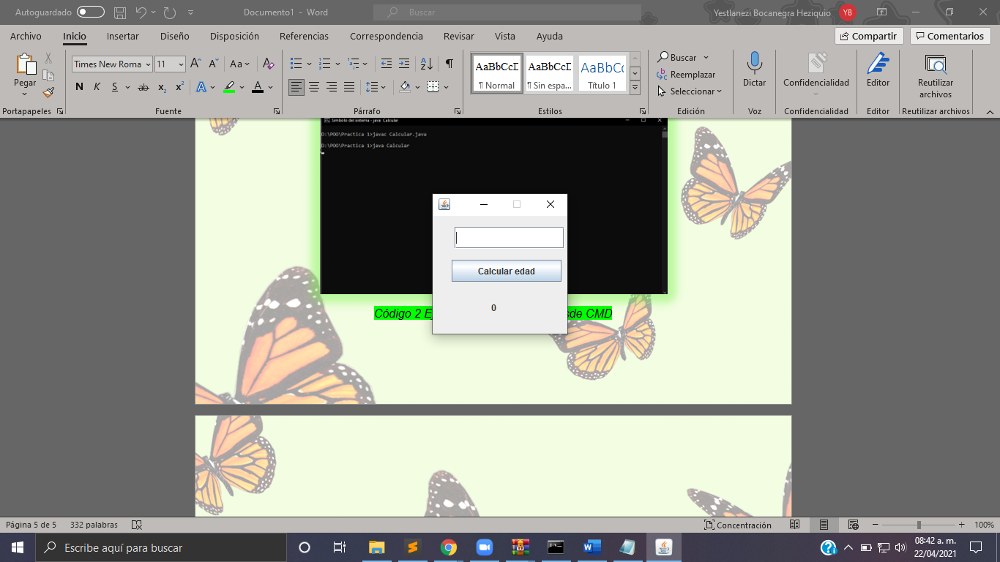 Autoguardado
Documento1 - Word
Buscar
Yestlanezi Bocanegra Heziquio
YB
Archivo Inicio Insertar Diseño Disposición Referencias Correspondencia Revisar Vista Ayuda
Compartir
Comentarios
Pegar
Portapapeles
Times New Roma
11
A A Aa A
N K S ab x₂ x² A A
Fuente
Párrafo
AaBbCcD
¶ Normal
AaBbCcD
¶ Sin espa...
AaBbCc
Título 1
Estilos
Buscar
Reemplazar
Seleccionar
Edición
Dictar
Voz
Confidencialidad
Confidencialidad
Editor
Editor
Reutilizar
archivos
Reutilizar archivos
Símbolo del sistema - java Calcular
D:\POO\Practica 1>javac Calcular.java
D:\POO\Practica 1>java Calcular
Calcular edad
0
Código 2 E
sde CMD
Página 5 de 5
332 palabras
Concentración
100%
Escribe aquí para buscar
08:42 a. m.
22/04/2021